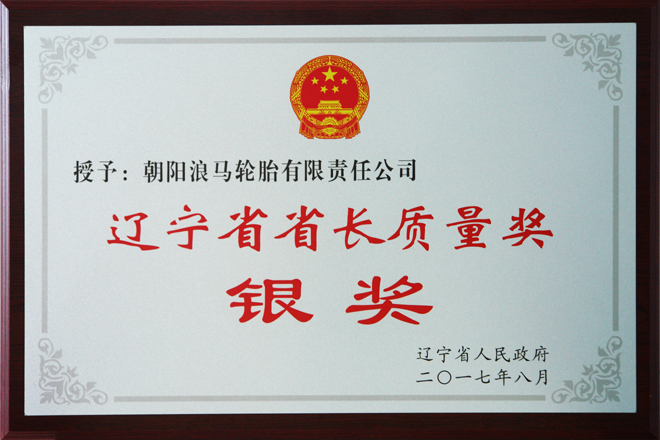 授予：朝阳浪马轮胎有限责任公司
辽宁省省长质量奖
银奖
辽宁省人民政府
二〇一七年八月